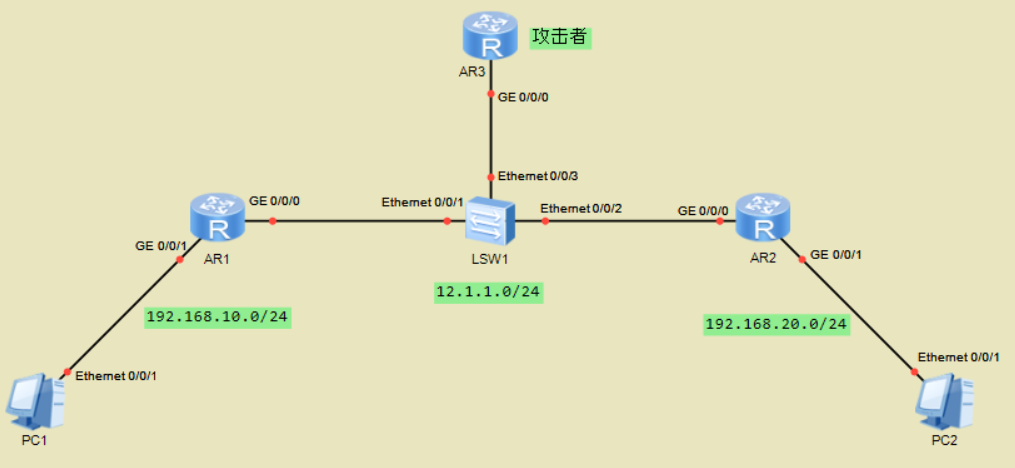 R
攻击者
AR3
GE 0/0/0
Ethernet 0/0/3
R
GE 0/0/0
Ethernet 0/0/1
Ethernet 0/0/2
GE 0/0/0
R
GE 0/0/1
AR1
LSW1
AR2
GE 0/0/1
12.1.1.0/24
192.168.10.0/24
192.168.20.0/24
Ethernet 0/0/1
Ethernet 0/0/1
PC1
PC2